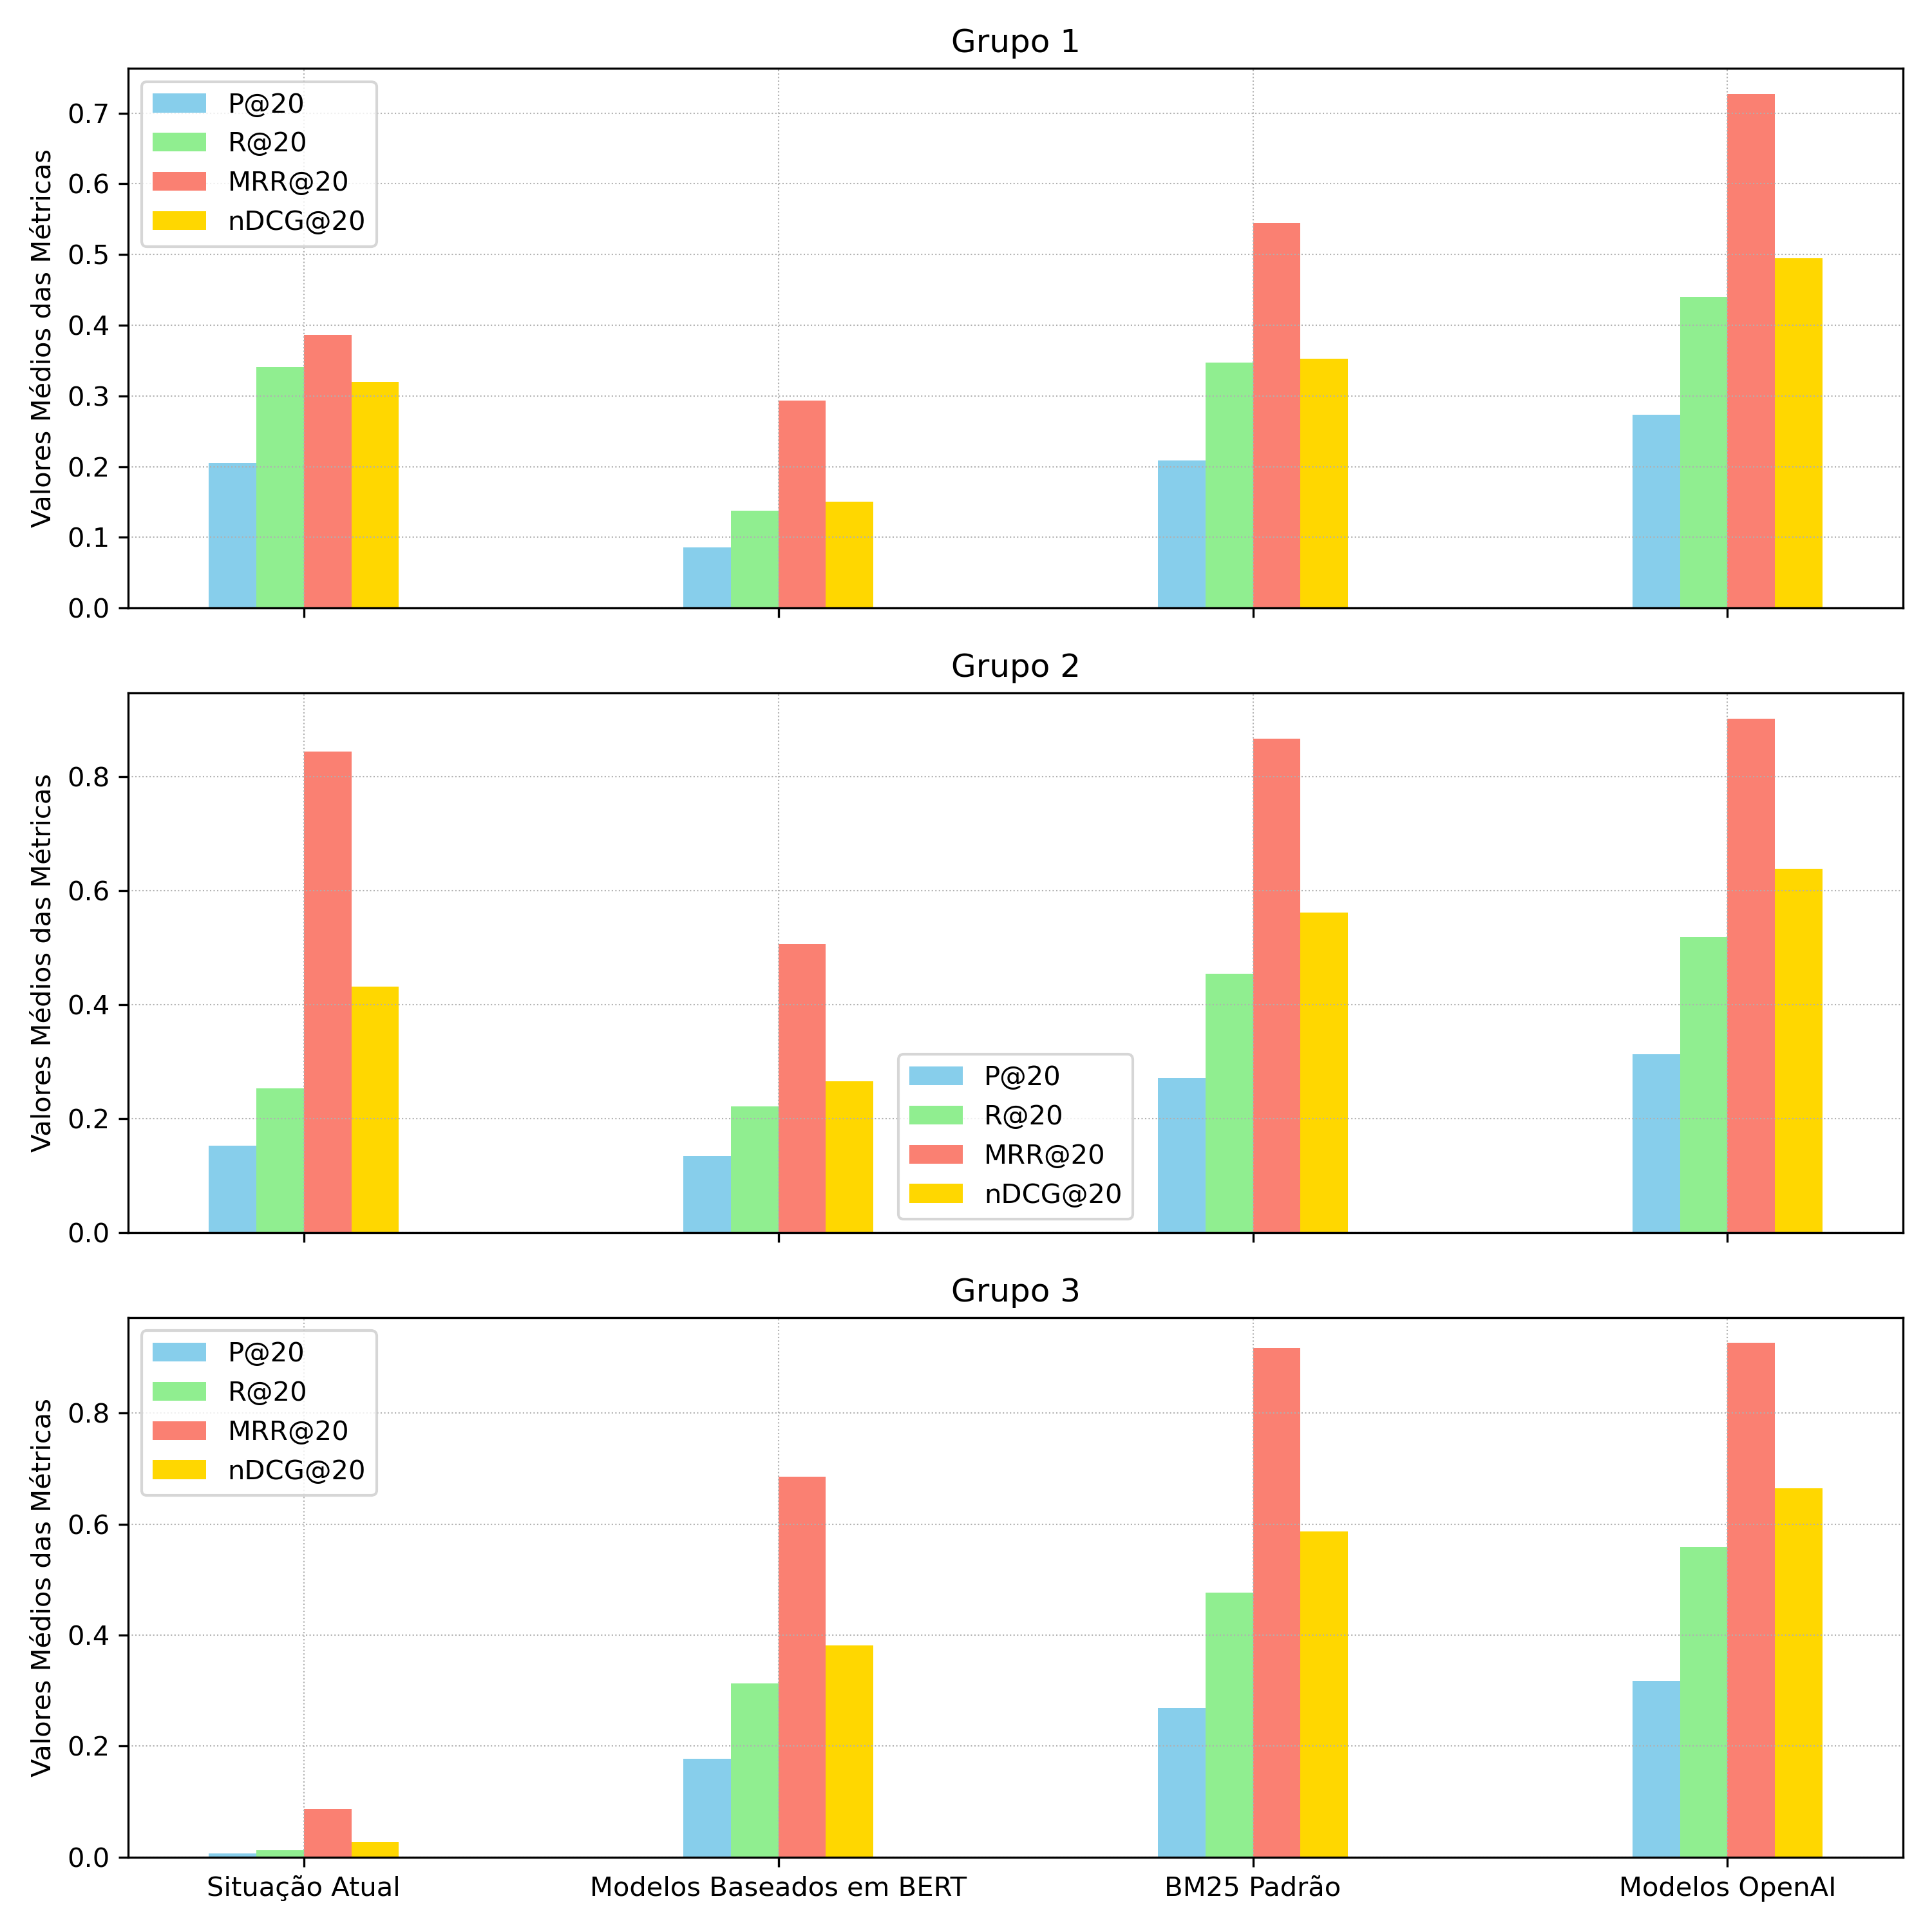 Grupo 1
Valores Médios das Métricas
0.7
0.6
0.5
0.4
0.3
0.2
0.1
0.0
P@20
R@20
MRR@20
nDCG@20
Grupo 2
Valores Médios das Métricas
0.8
0.6
0.4
0.2
0.0
P@20
R@20
MRR@20
nDCG@20
Grupo 3
Valores Médios das Métricas
0.8
0.6
0.4
0.2
0.0
P@20
R@20
MRR@20
nDCG@20
Situação Atual
Modelos Baseados em BERT
BM25 Padrão
Modelos OpenAI